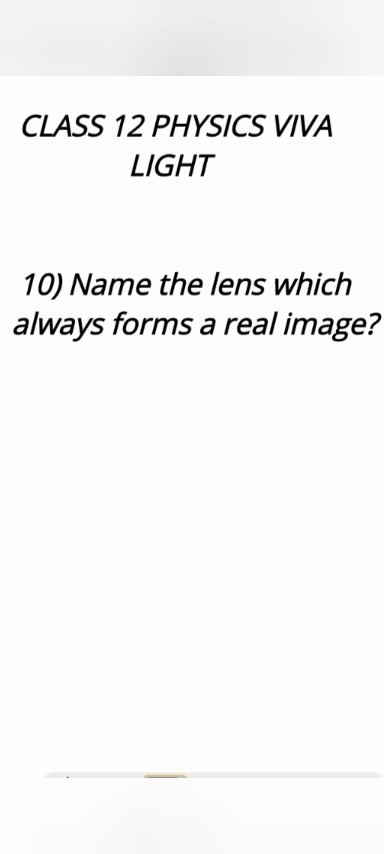 CLASS 12 PHYSICS VIVA
LIGHT
10) Name the lens which
always forms a real image?